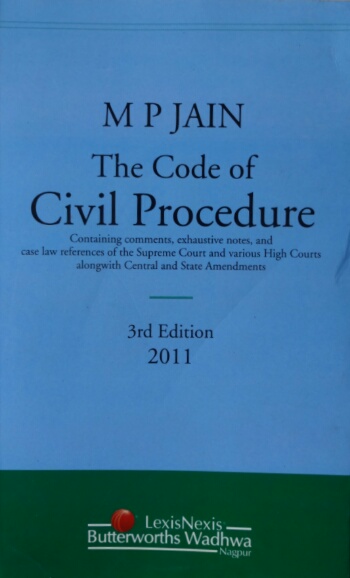 M P JAIN
The Code of
Civil Procedure
Containing comments, exhaustive notes, and
case law references of the Supreme Court and various High Courts
alongwith Central and State Amendments
3rd Edition
2011
LexisNexis
Butterworths Wadhwa
Nagpur